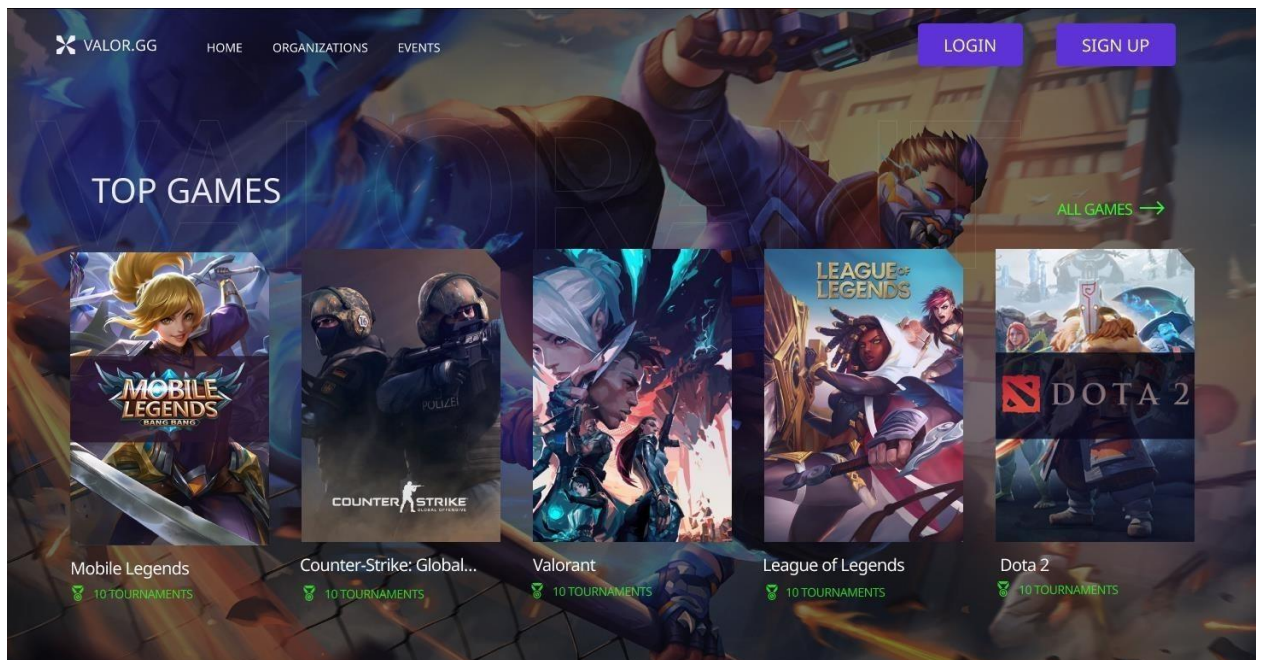 VALOR.GG
HOME
ORGANIZATIONS
EVENTS
LOGIN
SIGN UP
VALORANT
TOP GAMES
ALL GAMES
MOBILE
LEGENDS
BANG BANG
POLIZEI
COUNTER STRIKE
GLOBAL OFFENSIVE
LEAGUE OF
LEGENDS
DOTA 2
Mobile Legends
10 TOURNAMENTS
Counter-Strike: Global...
10 TOURNAMENTS
Valorant
10 TOURNAMENTS
League of Legends
10 TOURNAMENTS
Dota 2
10 TOURNAMENTS